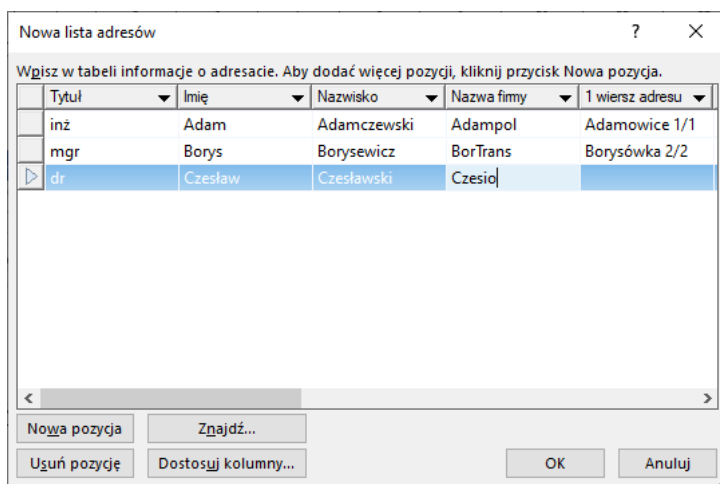 Nowa lista adresów ? X
Wpisz w tabeli informacje o adresacie. Aby dodać więcej pozycji, kliknij przycisk Nowa pozycja.
Tytuł Imię Nazwisko Nazwa firmy 1 wiersz adresu
inż Adam Adamczewski Adampol Adamowice 1/1
mgr Borys Borysewicz BorTrans Borysówka 2/2
dr Czesław Czesławski Czesio
Nowa pozycja Znajdź...
Usuń pozycję Dostosuj kolumny... OK Anuluj